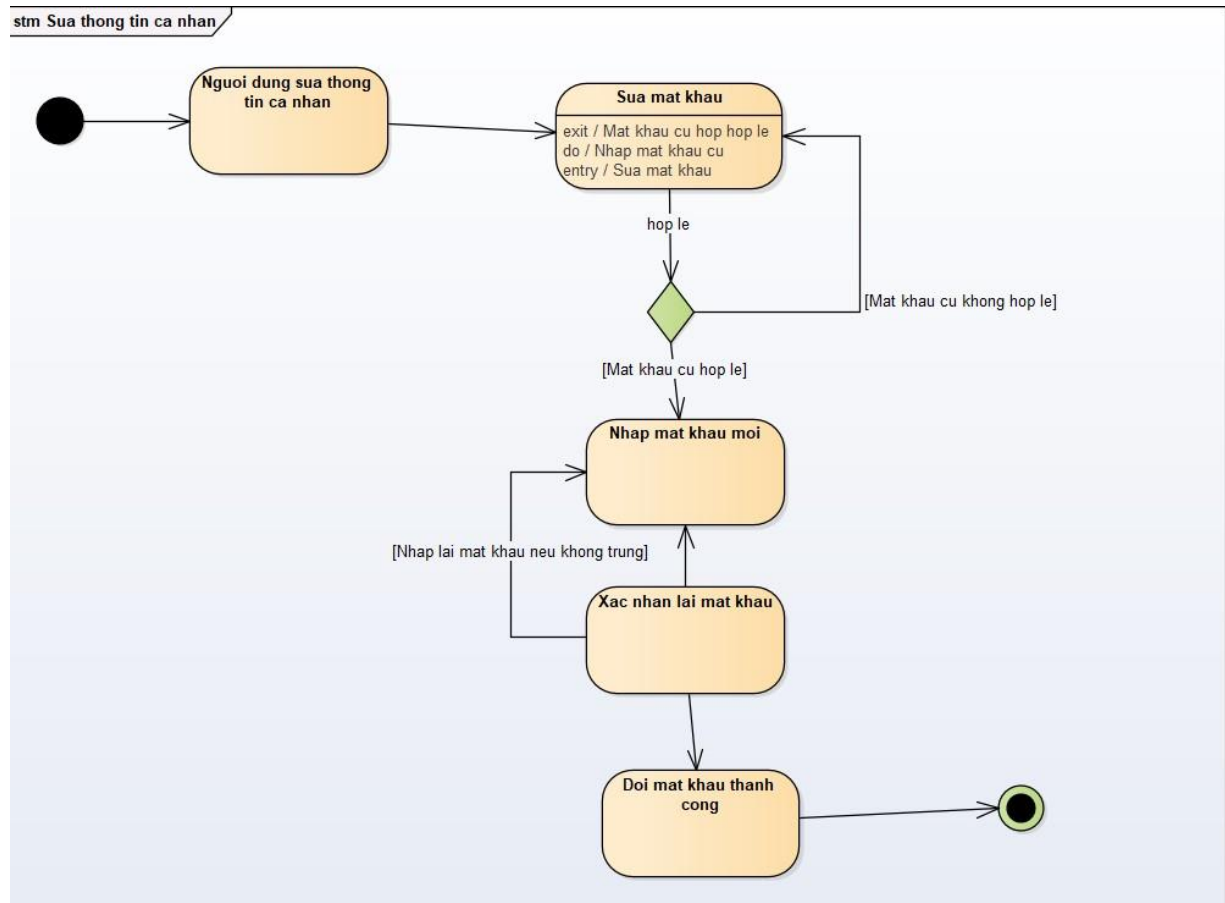 stm Sua thong tin ca nhan
Nguoi dung sua thong
tin ca nhan
Sua mat khau
exit / Mat khau cu hop hop le
do / Nhap mat khau cu
entry / Sua mat khau
hop le
[Mat khau cu khong hop le]
[Mat khau cu hop le]
Nhap mat khau moi
[Nhap lai mat khau neu khong trung]
Xac nhan lai mat khau
Doi mat khau thanh
cong